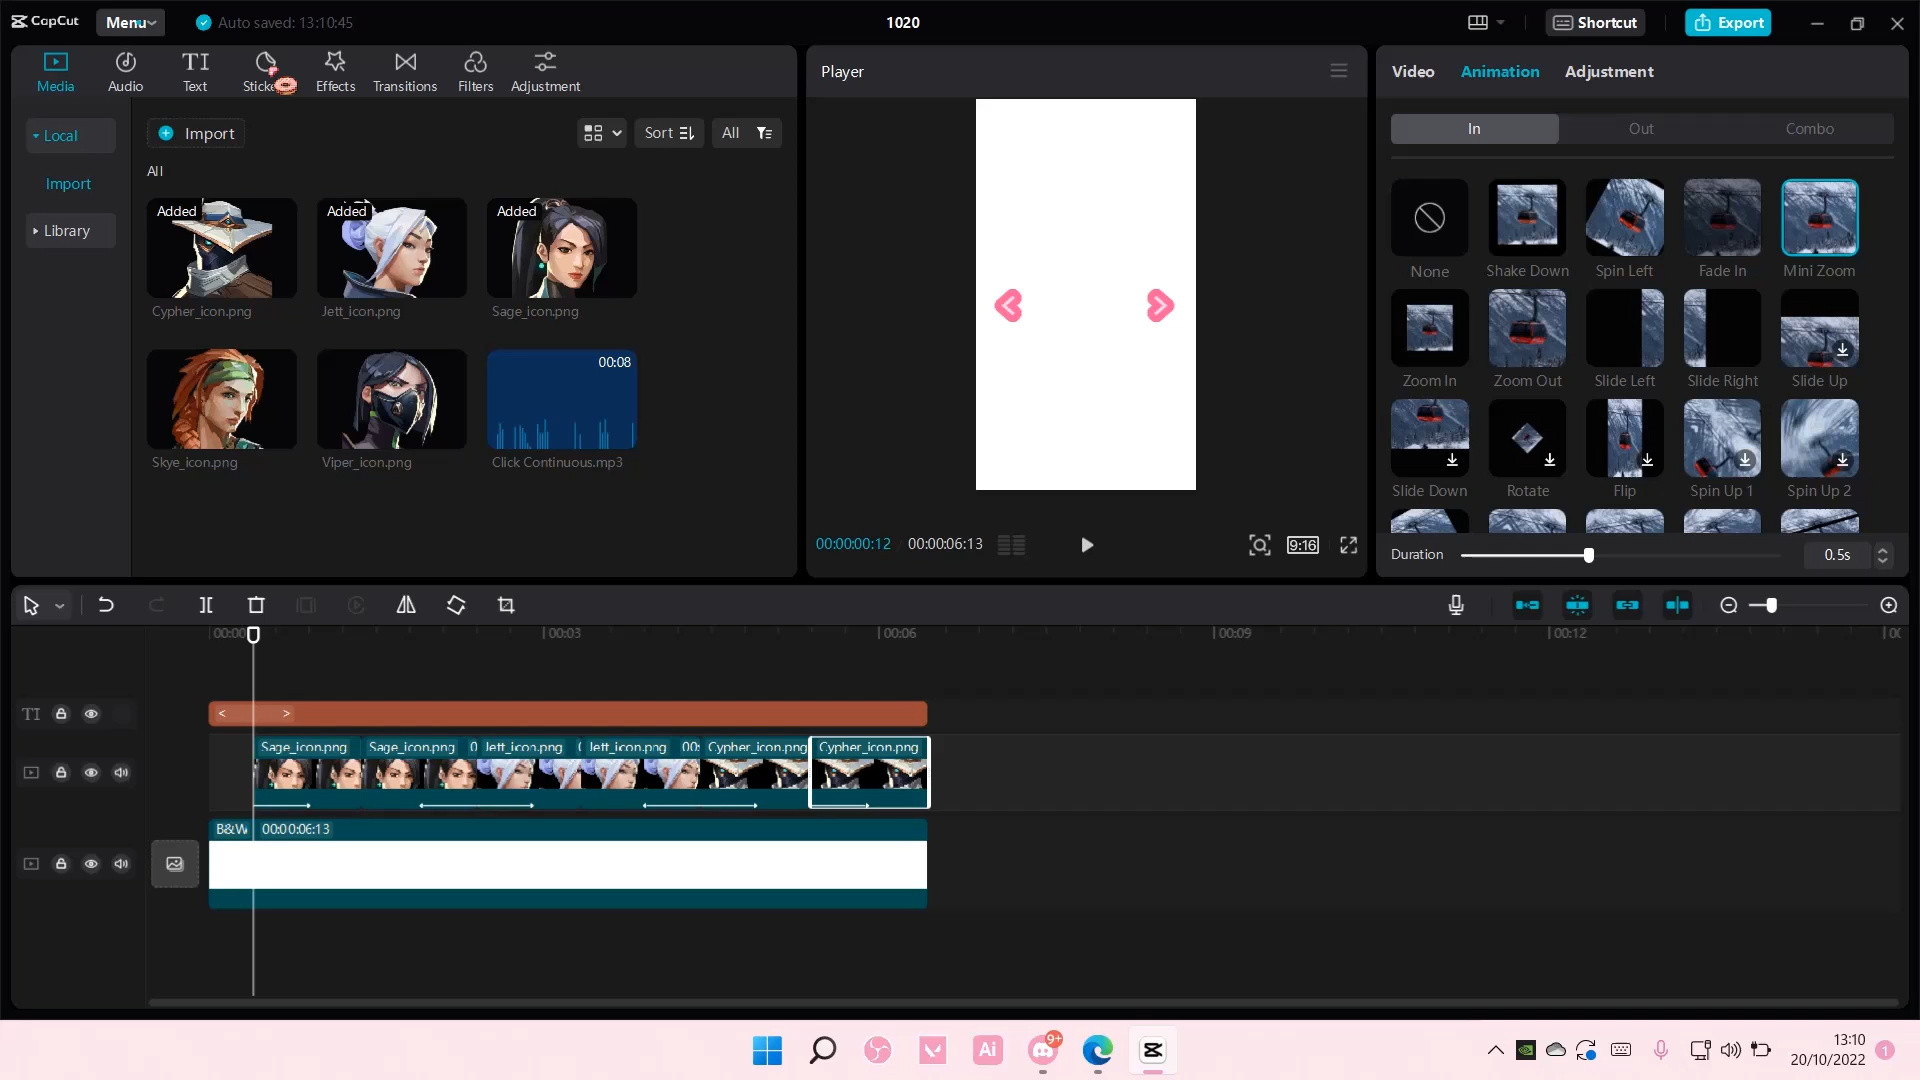 CapCut Menu Auto saved: 13:10:45 1020 Shortcut Export
Media Audio Text Sticke Effects Transitions Filters Adjustment
Local
Import
Library
Import Sort All
All
Added Added Added
Cypher_icon.png Jett_icon.png Sage_icon.png
00:08
Skye_icon.png Viper_icon.png Click Continuous.mp3
Player
< >
00:00:00:12 00:00:06:13 9:16
Video Animation Adjustment
In Out Combo
None Shake Down Spin Left Fade In Mini Zoom
Zoom In Zoom Out Slide Left Slide Right Slide Up
Slide Down Rotate Flip Spin Up 1 Spin Up 2
Duration 0.5s
00:00 00:03 00:06 00:09 00:12
TI < >
Sage_icon.png Sage_icon.png 0 Jett_icon.png Jett_icon.png 00: Cypher_icon.png Cypher_icon.png
B&W 00:00:06:13
Ai 9+ 13:10
20/10/2022 1